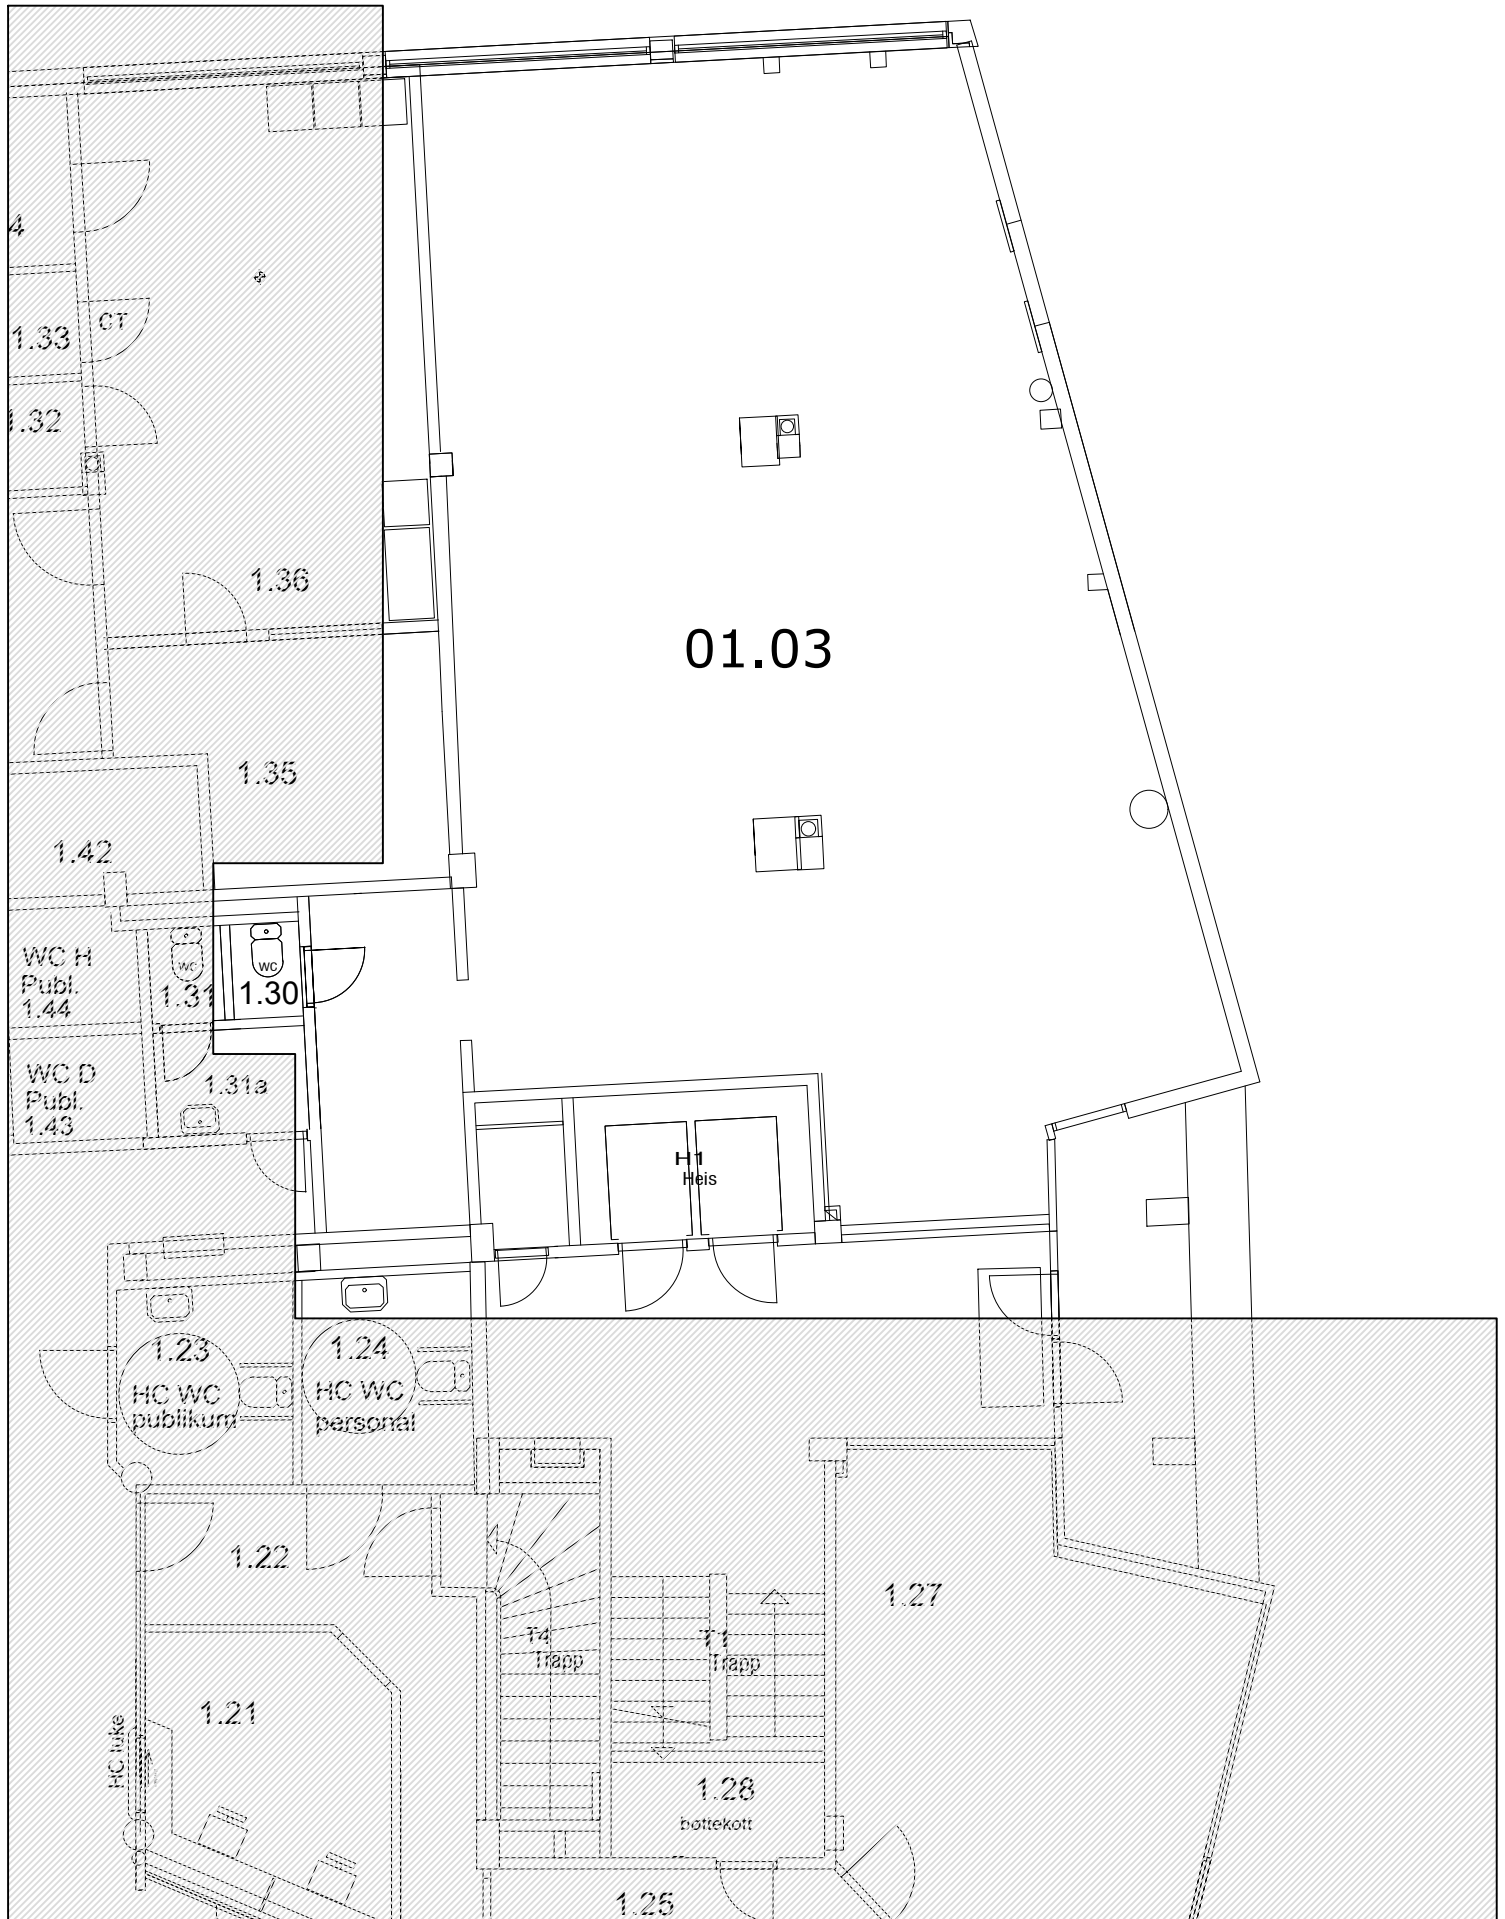 4
1.33
CT
1.32
1.36
01.03
1.35
1.42
WC H
Publ.
1.44
WC
1.31
WC
1.30
WC D
Publ.
1.43
1.31a
H1
Heis
1.23
HC WC
publikum
1.24
HC WC
personal
1.22
1.27
T4
Trapp
T1
Trapp
1.21
HC luke
1.28
bøttekott
1.25